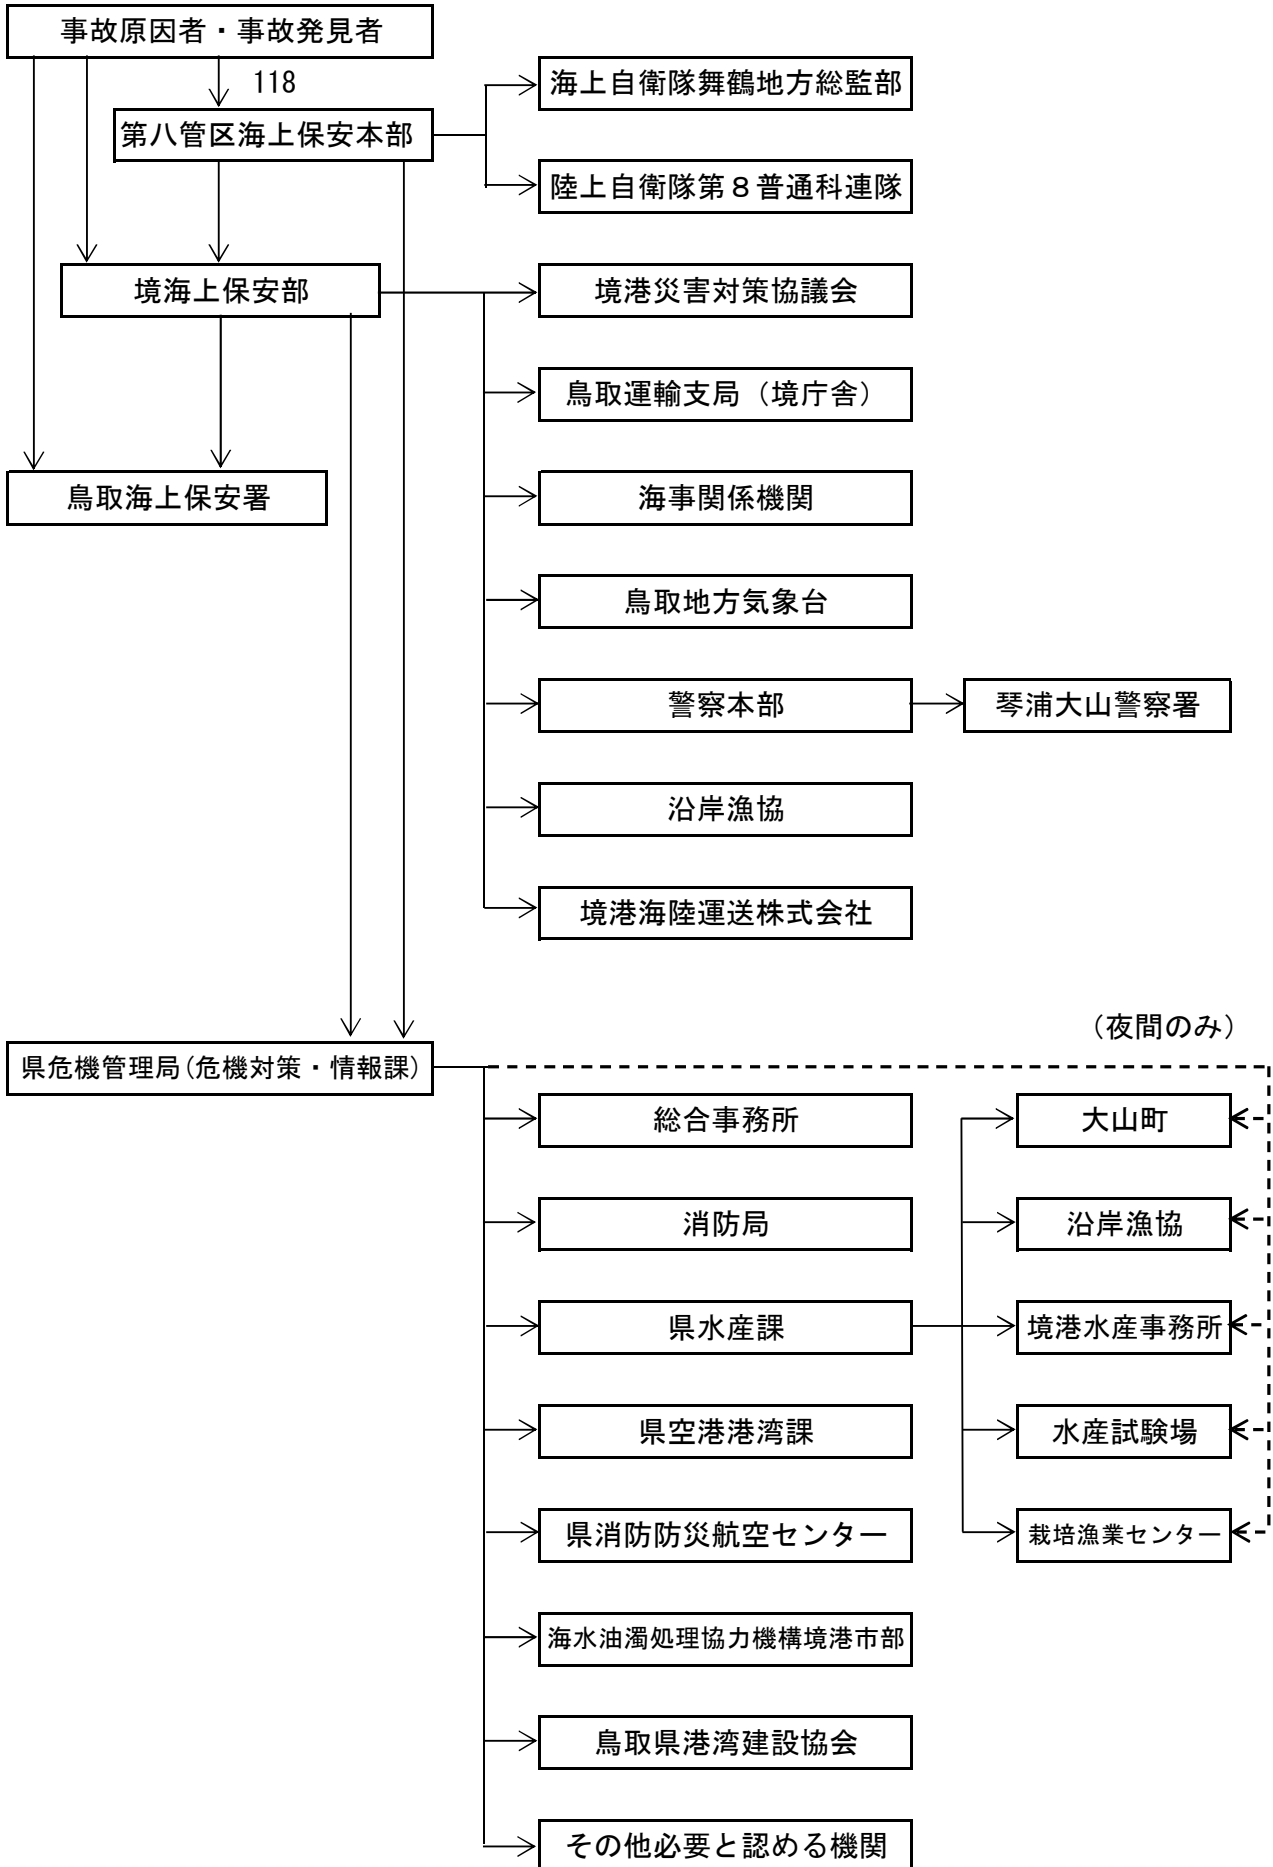 事故原因者・事故発見者
118
海上自衛隊舞鶴地方総監部
第八管区海上保安本部
陸上自衛隊第８普通科連隊
境海上保安部
境港災害対策協議会
鳥取運輸支局（境庁舎）
鳥取海上保安署
海事関係機関
鳥取地方気象台
警察本部
琴浦大山警察署
沿岸漁協
境港海陸運送株式会社
（夜間のみ）
県危機管理局(危機対策・情報課)
総合事務所
大山町
消防局
沿岸漁協
県水産課
境港水産事務所
県空港港湾課
水産試験場
県消防防災航空センター
栽培漁業センター
海水油濁処理協力機構境港市部
鳥取県港湾建設協会
その他必要と認める機関